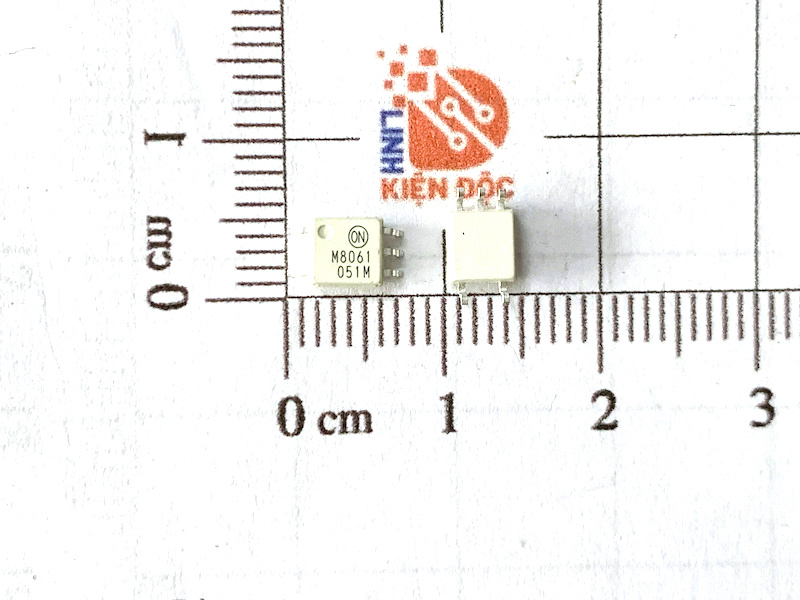 1
0 cm
LINH
KIỆN ĐỘC
ON
M8061
051M
0 cm
1
2
3